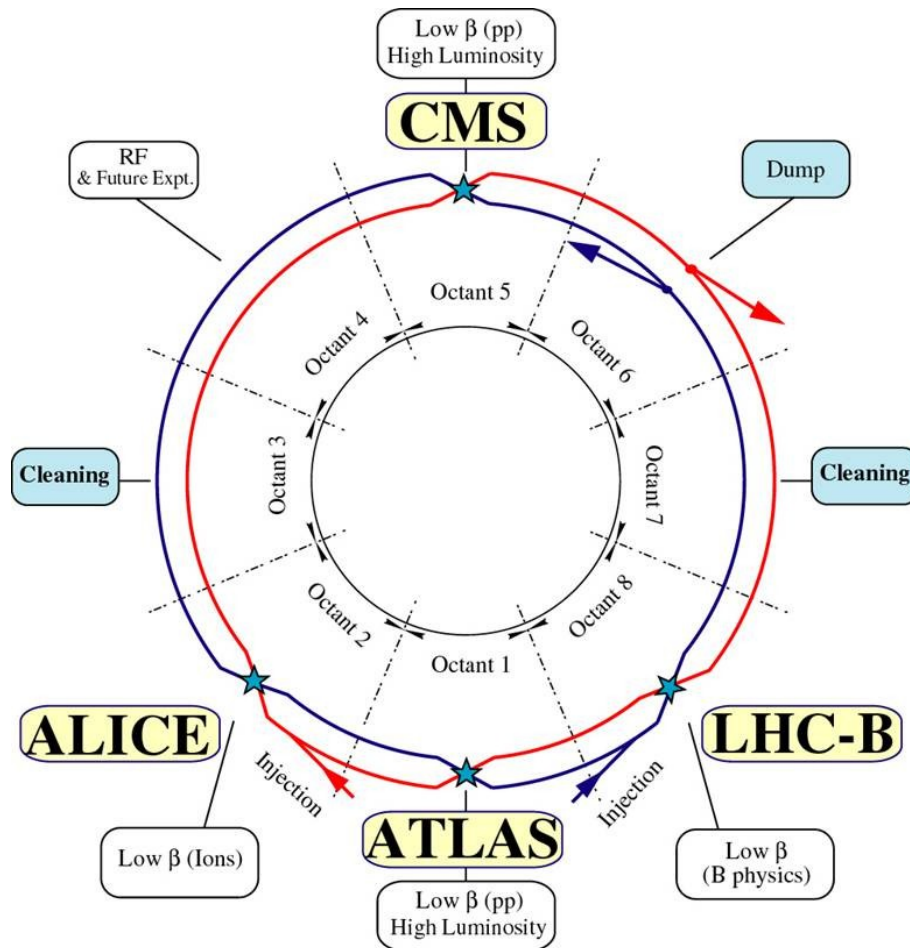 Low β (pp)
High Luminosity
CMS
RF
& Future Expt.
Dump
Octant 5
Octant 4
Octant 6
Cleaning
Octant 3
Octant 7
Cleaning
Octant 2
Octant 8
Octant 1
ALICE
LHC-B
Injection
Injection
ATLAS
Low β (Ions)
Low β
(B physics)
Low β (pp)
High Luminosity